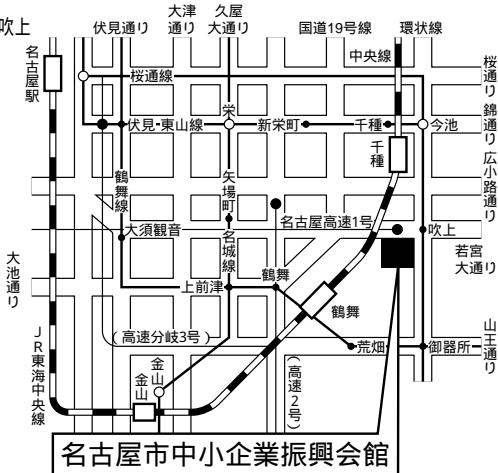 吹上
伏見通り
大津通り
久屋大通り
国道19号線
環状線
名古屋駅
中央線
桜通り
桜通線
栄
伏見
東山線
新栄町
千種
今池
錦通り
千種
広小路通り
鶴舞線
矢場町
名城線
大須観音
名古屋高速1号
吹上
若宮大通り
大池通り
上前津
鶴舞
鶴舞
(高速分岐3号)
荒畑
御器所
山王通り
JR東海中央線
金山
金山
(高速2号)
名古屋市中小企業振興会館